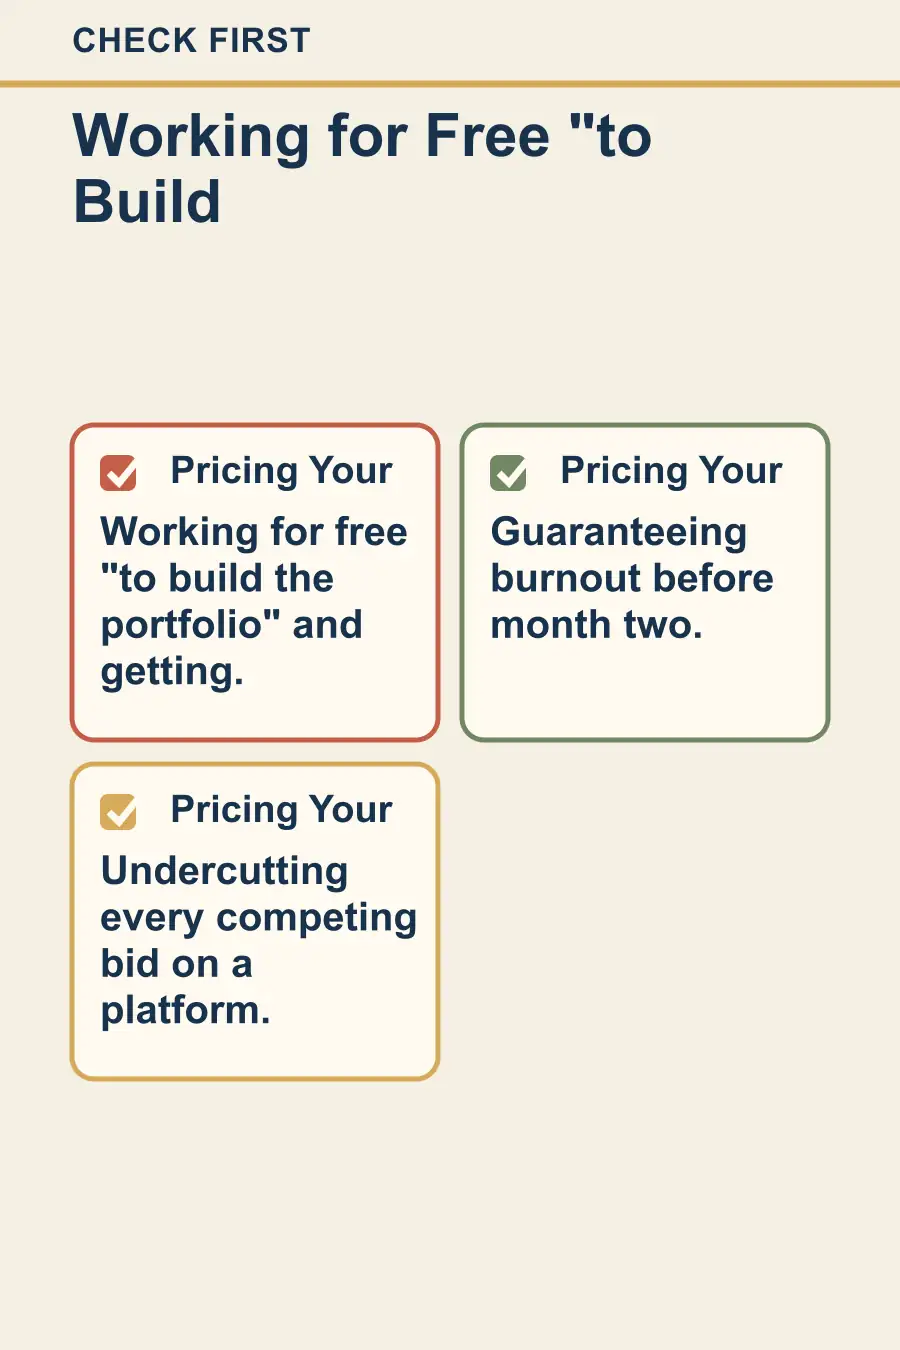 CHECK FIRST
Working for Free "to
Build
Pricing Your
Working for free
"to build the
portfolio" and
getting.
Pricing Your
Guaranteeing
burnout before
month two.
Pricing Your
Undercutting
every competing
bid on a
platform.